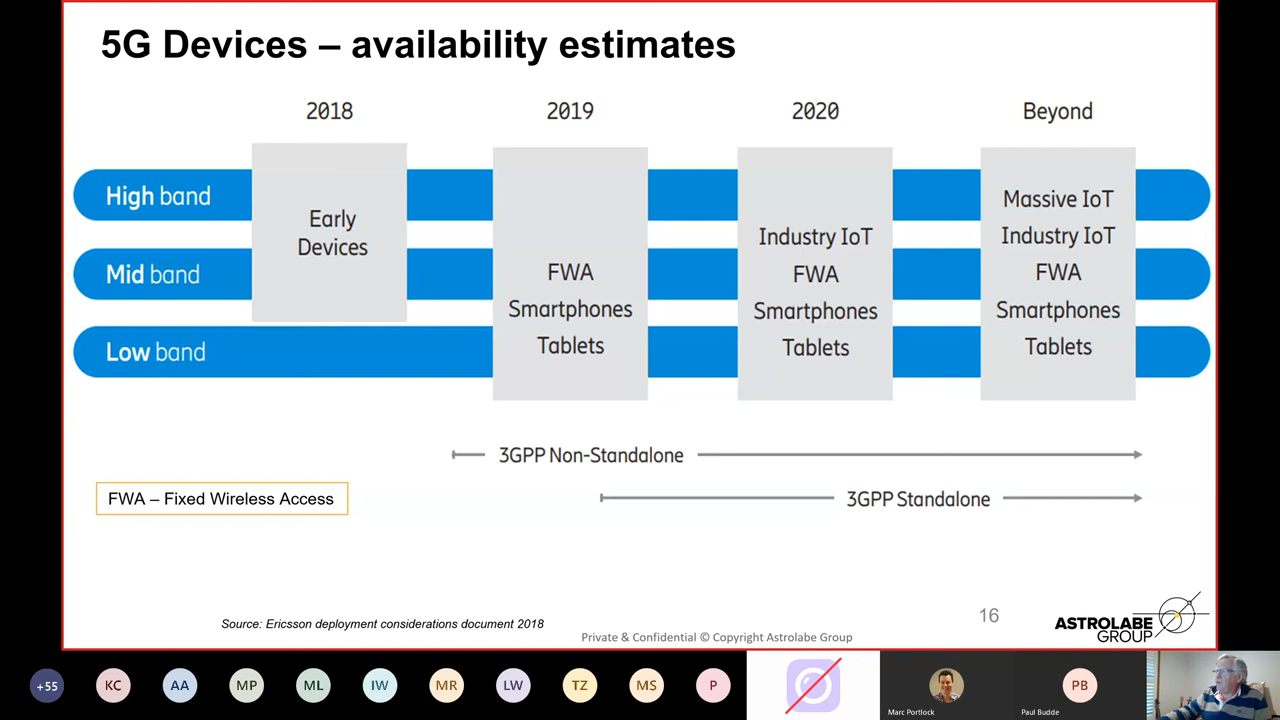 5G Devices – availability estimates
2018
2019
2020
Beyond
High band
Mid band
Low band
Early
Devices
FWA
Smartphones
Tablets
Industry IoT
FWA
Smartphones
Tablets
Massive IoT
Industry IoT
FWA
Smartphones
Tablets
3GPP Non-Standalone
3GPP Standalone
FWA – Fixed Wireless Access
Source: Ericsson deployment considerations document 2018
Private & Confidential © Copyright Astrolabe Group
16
ASTROLABE
GROUP
+55
KC
AA
MP
ML
IW
MR
LW
TZ
MS
P
Marc Portlock
PB
Paul Budde